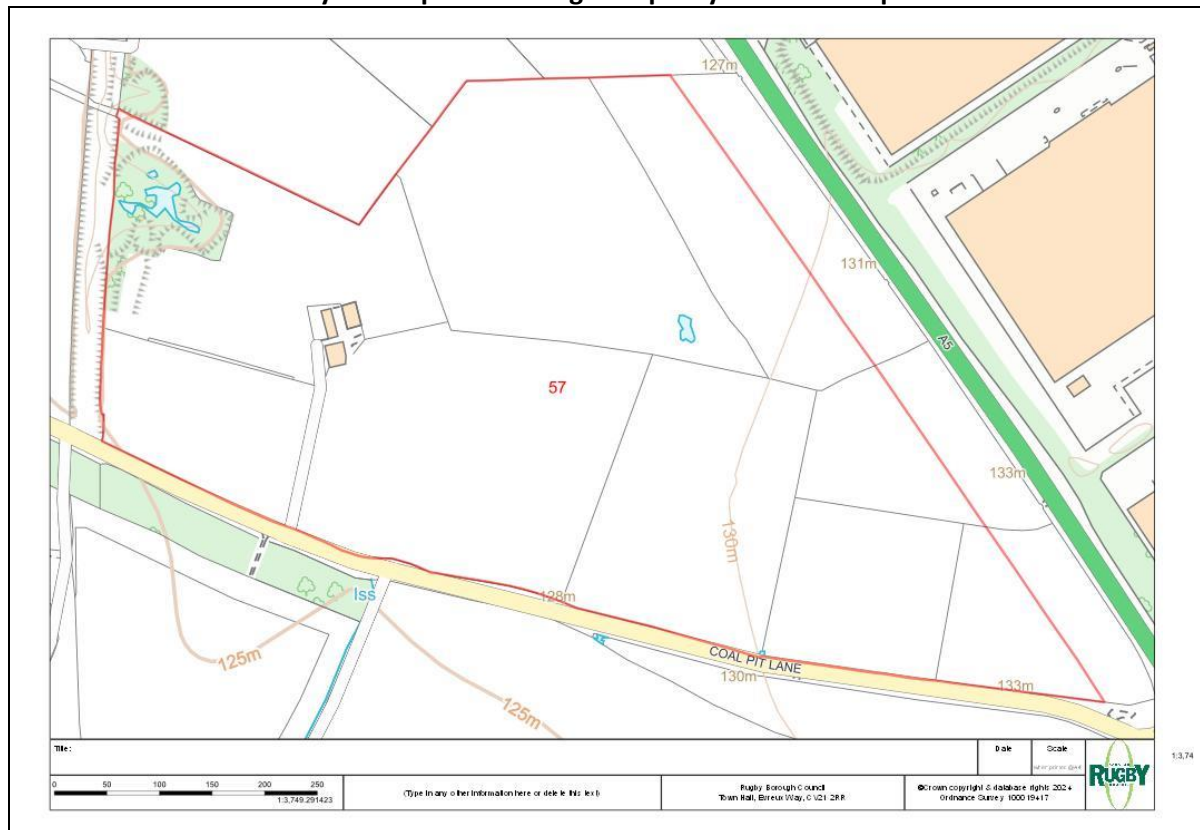 127m
131m
A5
57
133m
130m
Iss
128m
125m
COAL PIT LANE
130m
133m
125m
Title:
Date
Scale
0 50 100 150 200 250
1:3,749.291423
(Type in any other information here or delete this text)
Rugby Borough Council
Town Hall, Evreux Way, CV21 2RR
©Crown copyright & database rights 2024
Ordnance Survey 100019417
RUGBY
1:3,74